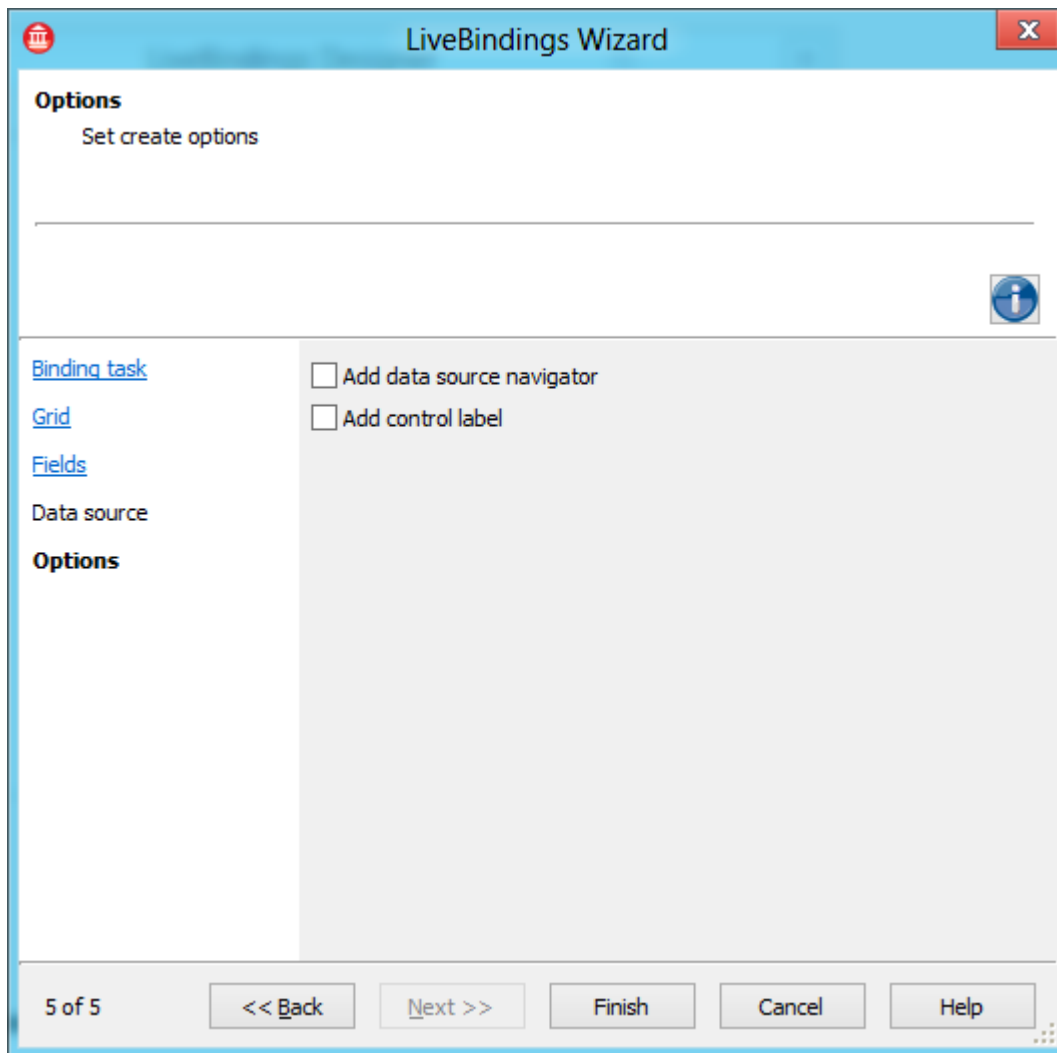 LiveBindings Wizard
Options
Set create options
Binding task
Grid
Fields
Data source
Options
Add data source navigator
Add control label
5 of 5
<< Back
Next >>
Finish
Cancel
Help